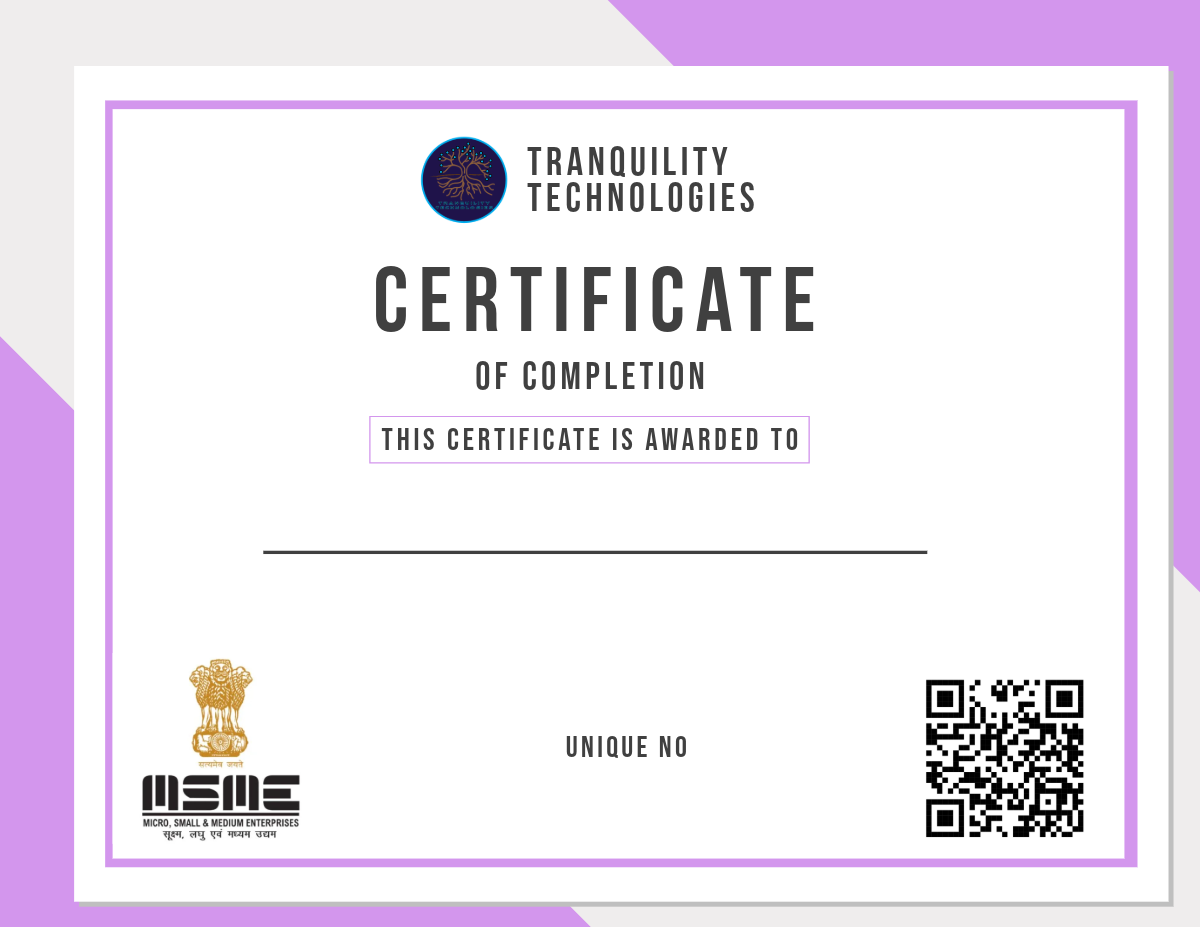 TRANQUILITY
TECHNOLOGIES
TRANQUILITY
TECHNOLOGIES
CERTIFICATE
OF COMPLETION
THIS CERTIFICATE IS AWARDED TO
सत्यमेव जयते
UNIQUE NO
MSME
MICRO, SMALL & MEDIUM ENTERPRISES
सूक्ष्म, लघु एवं मध्यम उद्यम